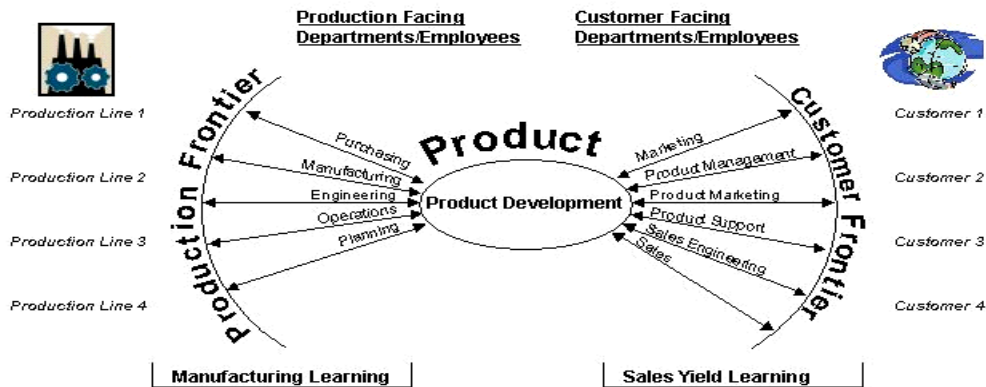 Production Facing
Departments/Employees
Customer Facing
Departments/Employees
Production Line 1
Production Line 2
Production Line 3
Production Line 4
Production Frontier
Purchasing
Manufacturing
Engineering
Operations
Planning
Product
Product Development
Marketing
Product Management
Product Marketing
Product Support
Sales Engineering
Sales
Customer Frontier
Customer 1
Customer 2
Customer 3
Customer 4
Manufacturing Learning
Sales Yield Learning